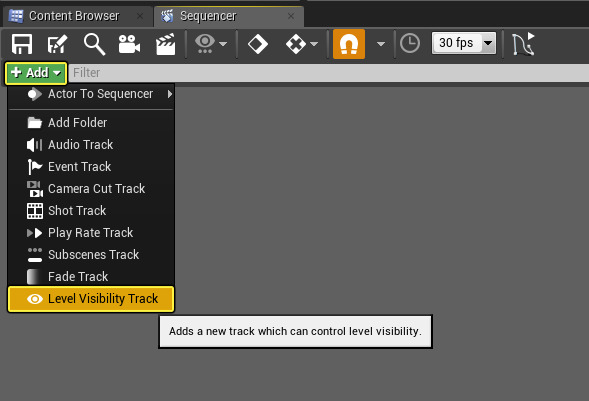 Content Browser
Sequencer
30 fps
Add
Filter
Actor To Sequencer
Add Folder
Audio Track
Event Track
Camera Cut Track
Shot Track
Play Rate Track
Subscenes Track
Fade Track
Level Visibility Track
Adds a new track which can control level visibility.